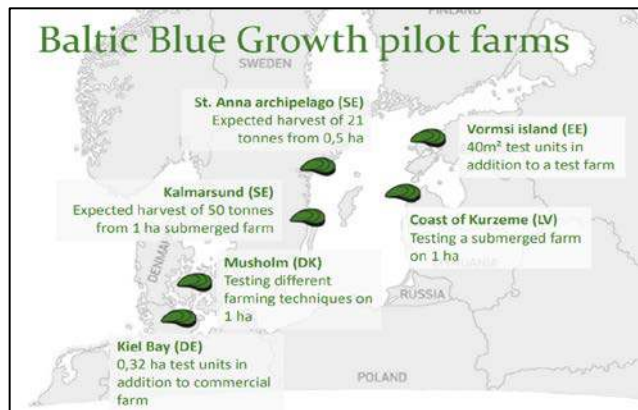 Baltic Blue Growth pilot farms
FINLAND
SWEDEN
St. Anna archipelago (SE)
Expected harvest of 21
tonnes from 0,5 ha
Vormsi island (EE)
40m² test units in
addition to a test farm
Kalmarsund (SE)
Expected harvest of 50 tonnes
from 1 ha submerged farm
Coast of Kurzeme (LV)
Testing a submerged farm
on 1 ha
Musholm (DK)
Testing different
farming techniques on
1 ha
RUSSIA
Kiel Bay (DE)
0,32 ha test units in
addition to commercial
farm
POLAND